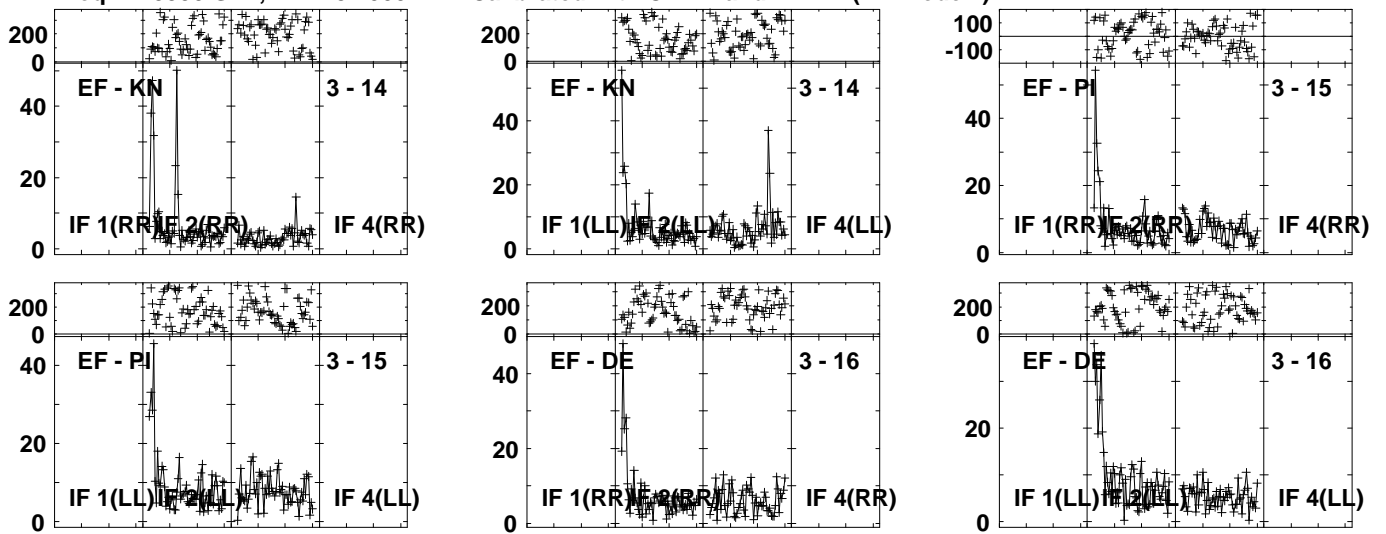 200
0
40
20
0
EF - KN
3 - 14
IF 1(RR)
IF 2(RR)
IF 4(RR)
200
0
40
20
0
EF - KN
3 - 14
IF 1(LL)
IF 2(LL)
IF 4(LL)
100
-100
40
20
0
EF - PI
3 - 15
IF 1(RR)
IF 2(RR)
IF 4(RR)
200
0
40
20
0
EF - PI
3 - 15
IF 1(LL)
IF 2(LL)
IF 4(LL)
200
0
40
20
0
EF - DE
3 - 16
IF 1(RR)
IF 2(RR)
IF 4(RR)
200
0
20
0
EF - DE
3 - 16
IF 1(LL)
IF 2(LL)
IF 4(LL)